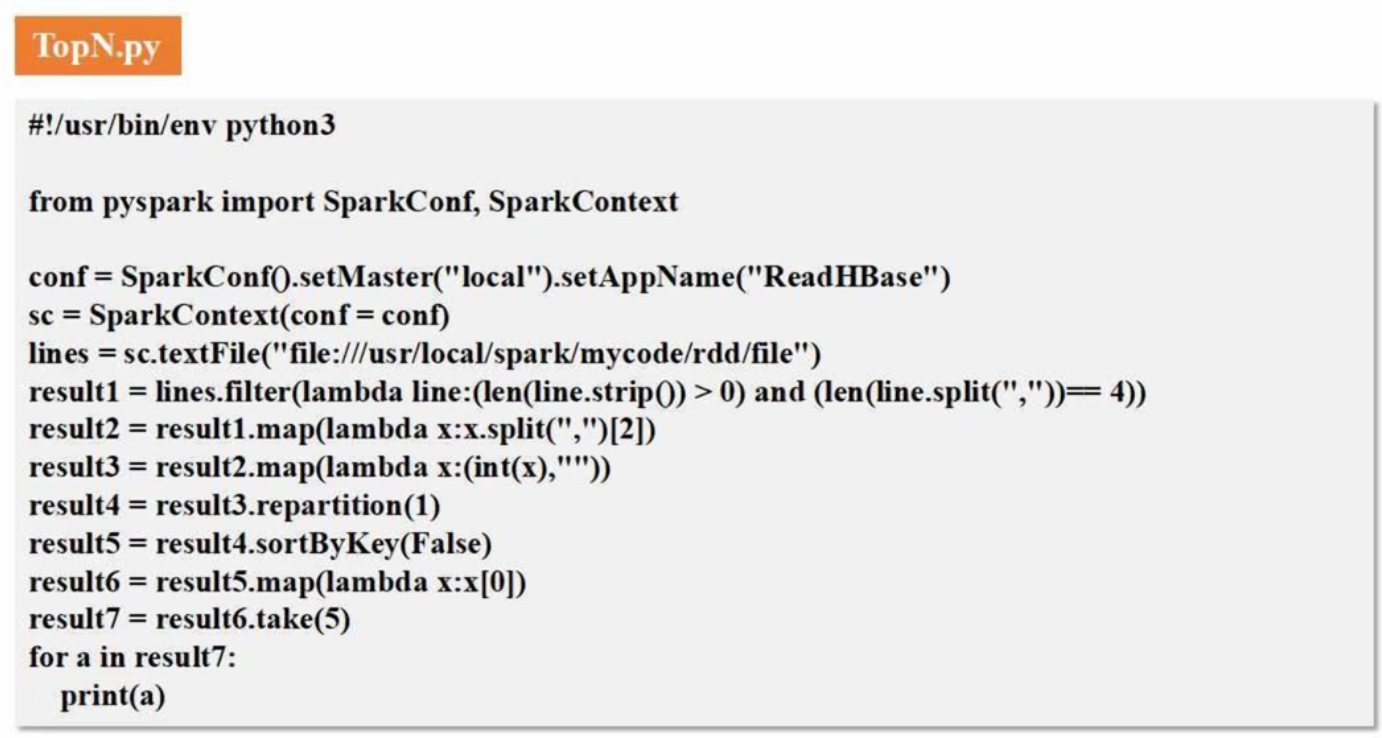 TopN.py
#!/usr/bin/env python3
from pyspark import SparkConf, SparkContext
conf = SparkConf().setMaster("local").setAppName("ReadHBase")
sc = SparkContext(conf = conf)
lines = sc.textFile("file:///usr/local/spark/mycode/rdd/file")
result1 = lines.filter(lambda line:(len(line.strip()) > 0) and (len(line.split(","))== 4))
result2 = result1.map(lambda x:x.split(",")[2])
result3 = result2.map(lambda x:(int(x),""))
result4 = result3.repartition(1)
result5 = result4.sortByKey(False)
result6 = result5.map(lambda x:x[0])
result7 = result6.take(5)
for a in result7:
  print(a)